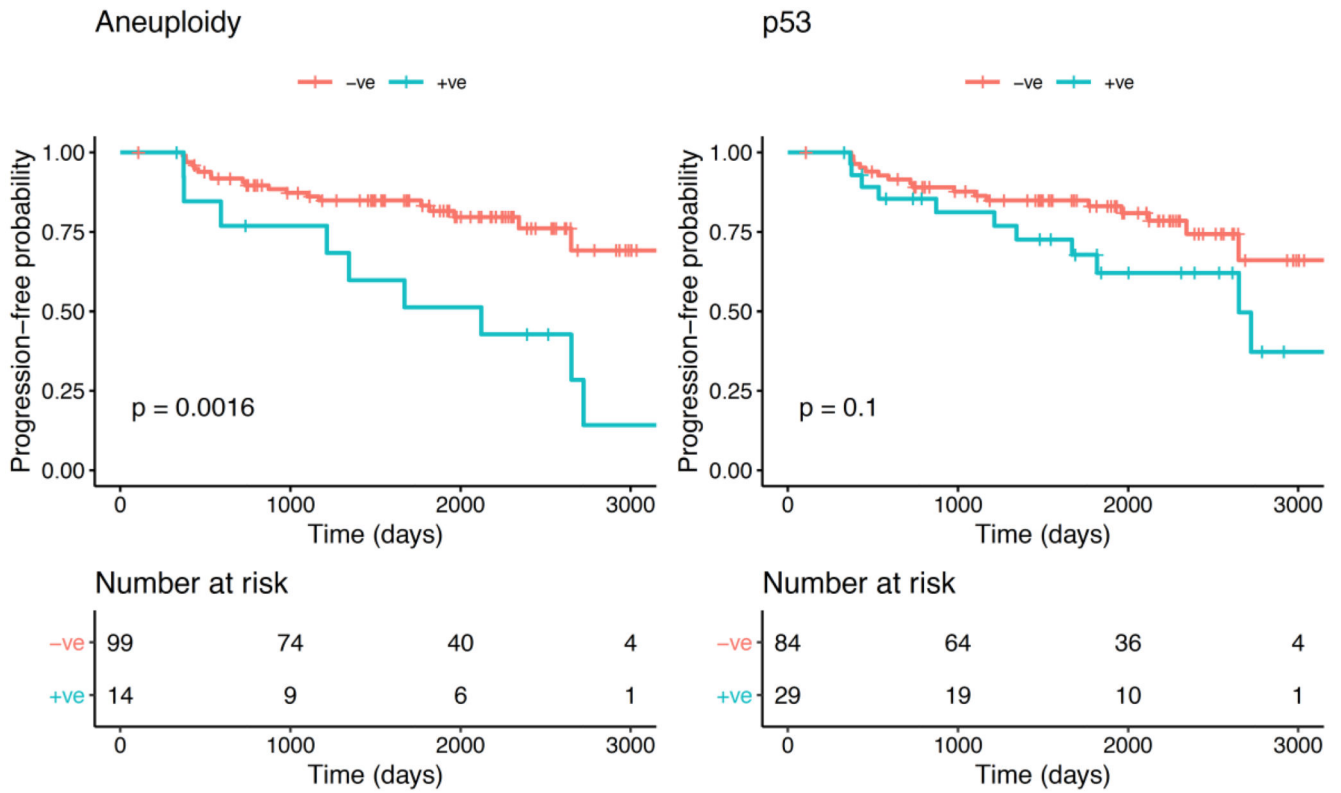 Aneuploidy
−ve +ve
Progression−free probability
1.00
0.75
0.50
0.25
0.00
p = 0.0016
0 1000 2000 3000
Time (days)
Number at risk
−ve 99 74 40 4
+ve 14 9 6 1
0 1000 2000 3000
Time (days)
p53
−ve +ve
Progression−free probability
1.00
0.75
0.50
0.25
0.00
p = 0.1
0 1000 2000 3000
Time (days)
Number at risk
−ve 84 64 36 4
+ve 29 19 10 1
0 1000 2000 3000
Time (days)